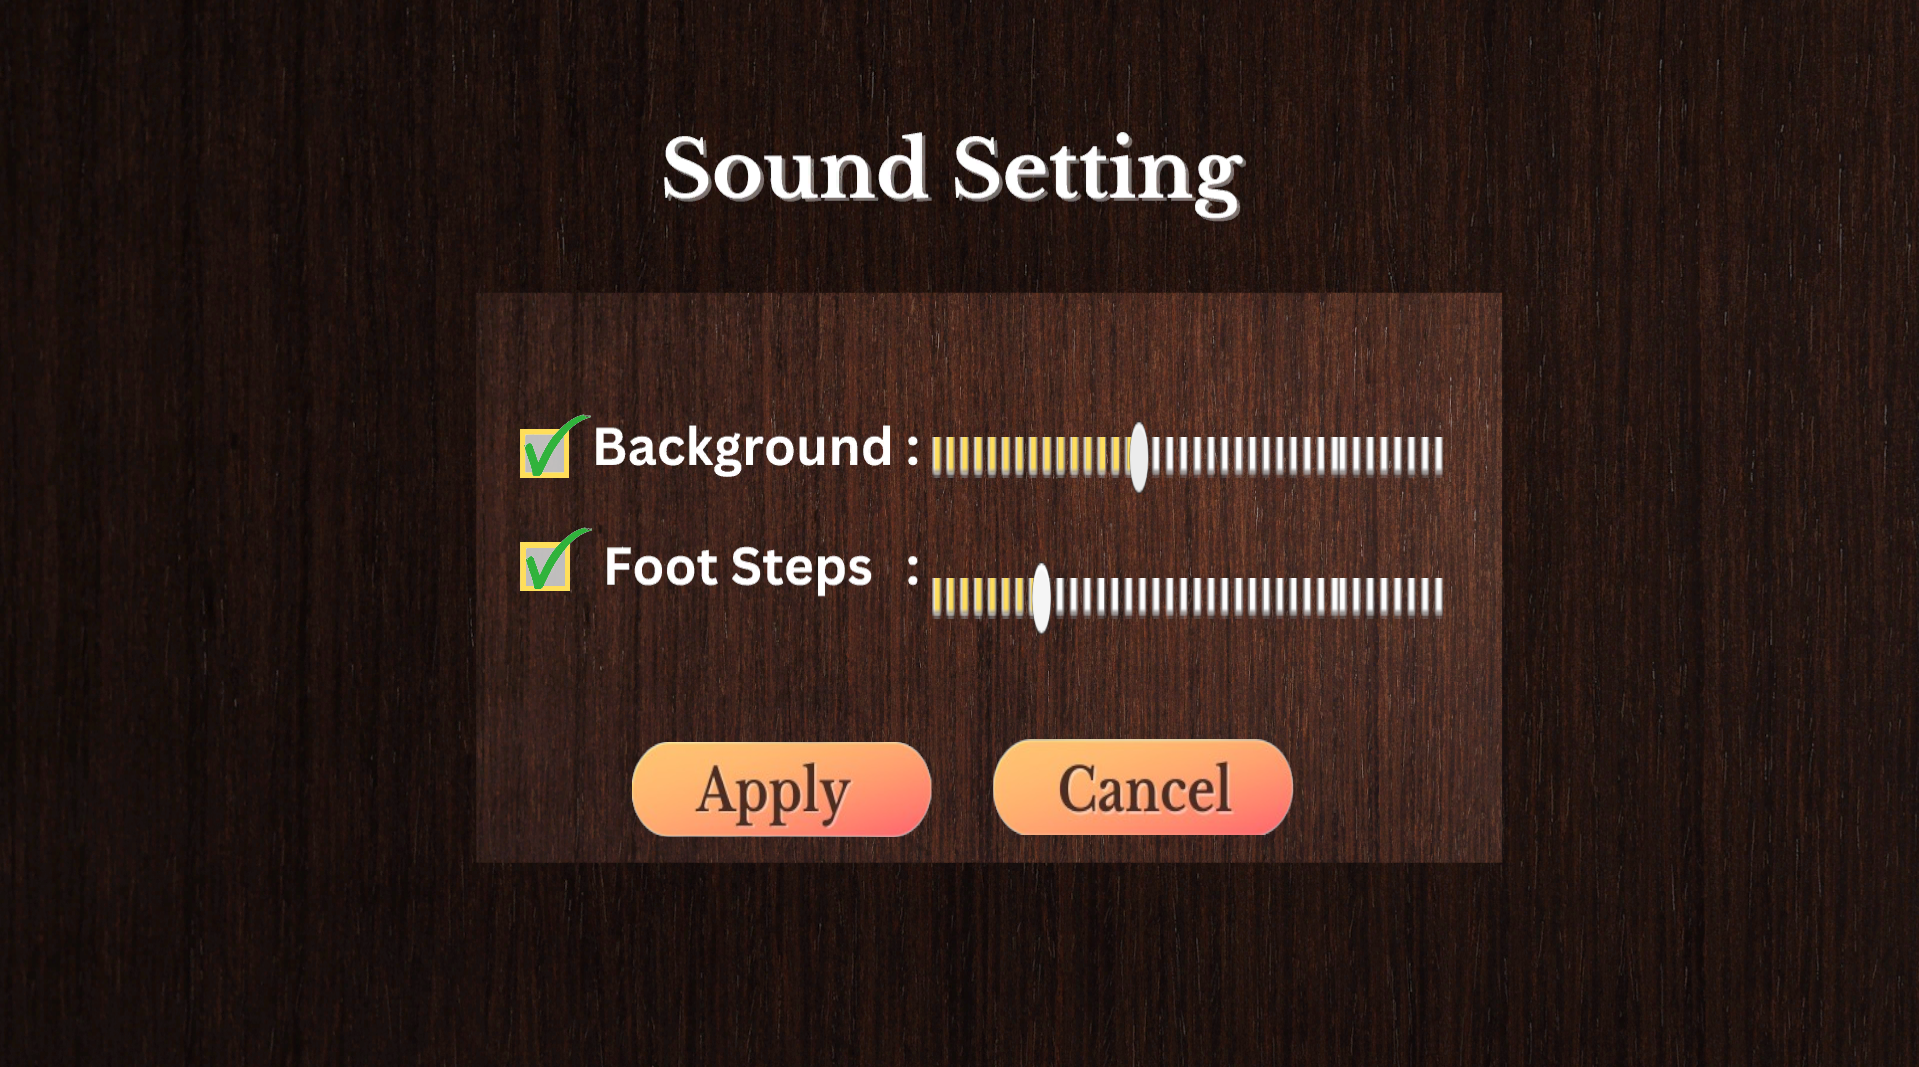 Sound Setting
Background :
Foot Steps :
Apply
Cancel